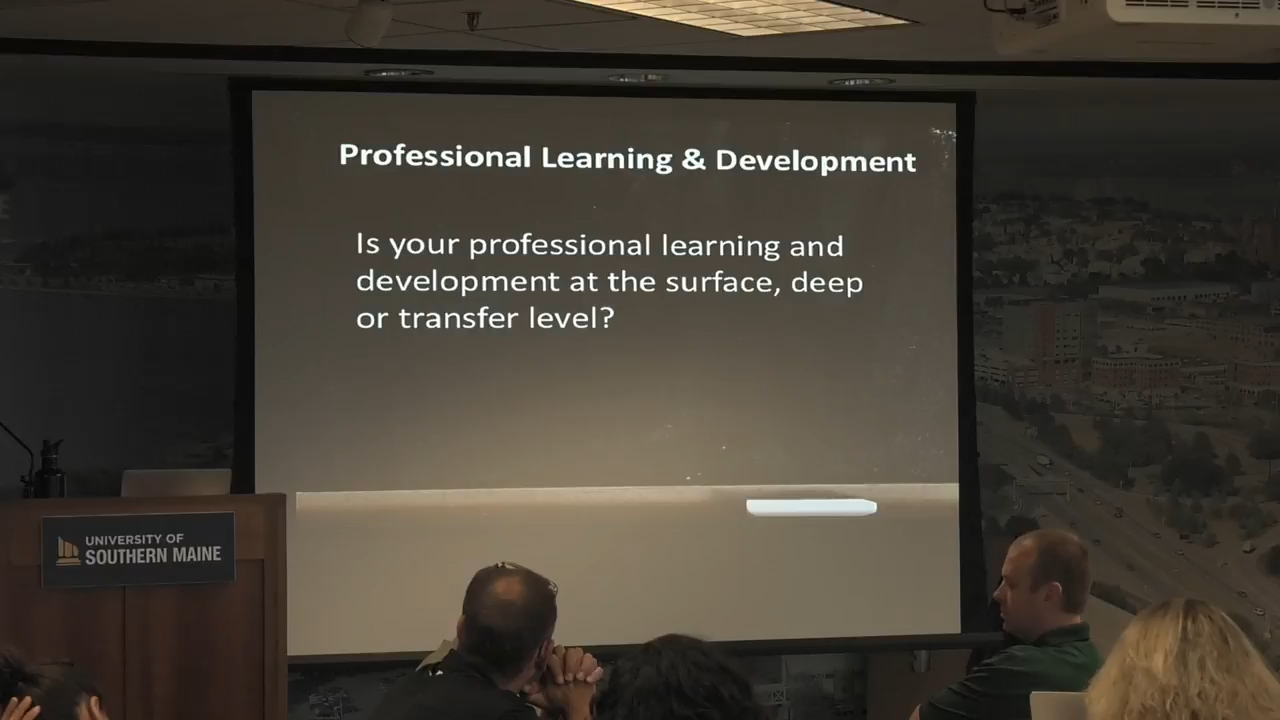 Professional Learning & Development
Is your professional learning and
development at the surface, deep
or transfer level?
UNIVERSITY OF
SOUTHERN MAINE